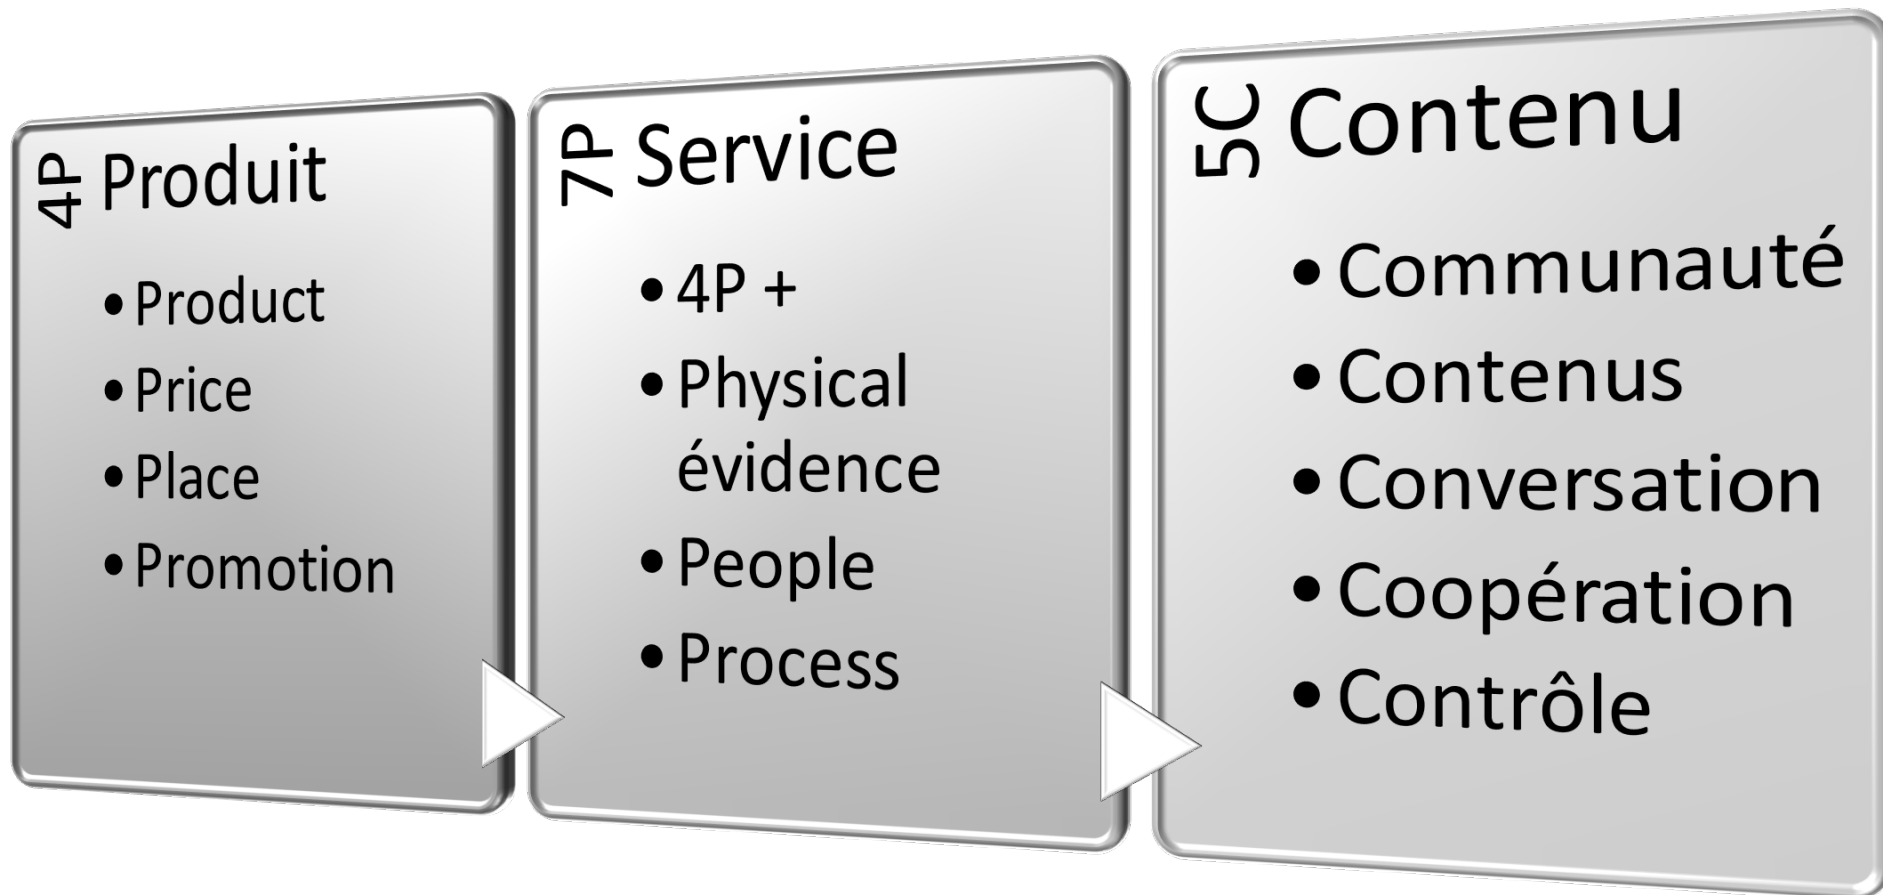 4P
Produit
• Product
• Price
• Place
• Promotion
7P
Service
• 4P +
• Physical
évidence
• People
• Process
5C
Contenu
• Communauté
• Contenus
• Conversation
• Coopération
• Contrôle